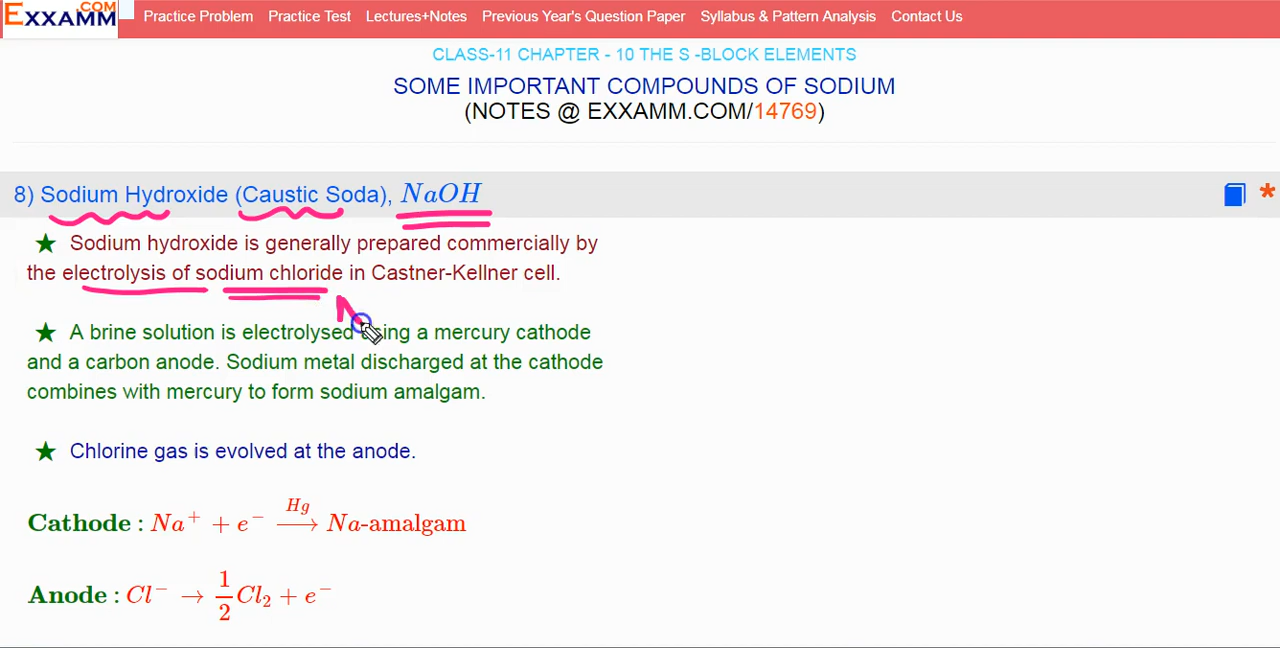 EXXAMM.COM Practice Problem Practice Test Lectures+Notes Previous Year's Question Paper Syllabus & Pattern Analysis Contact Us
CLASS-11 CHAPTER - 10 THE S -BLOCK ELEMENTS
SOME IMPORTANT COMPOUNDS OF SODIUM
(NOTES @ EXXAMM.COM/14769)
8) Sodium Hydroxide (Caustic Soda), NaOH
★ Sodium hydroxide is generally prepared commercially by
the electrolysis of sodium chloride in Castner-Kellner cell.
★ A brine solution is electrolysed using a mercury cathode
and a carbon anode. Sodium metal discharged at the cathode
combines with mercury to form sodium amalgam.
★ Chlorine gas is evolved at the anode.
Cathode : Na⁺ + e⁻ —Hg→ Na-amalgam
Anode : Cl⁻ → 1/2 Cl₂ + e⁻